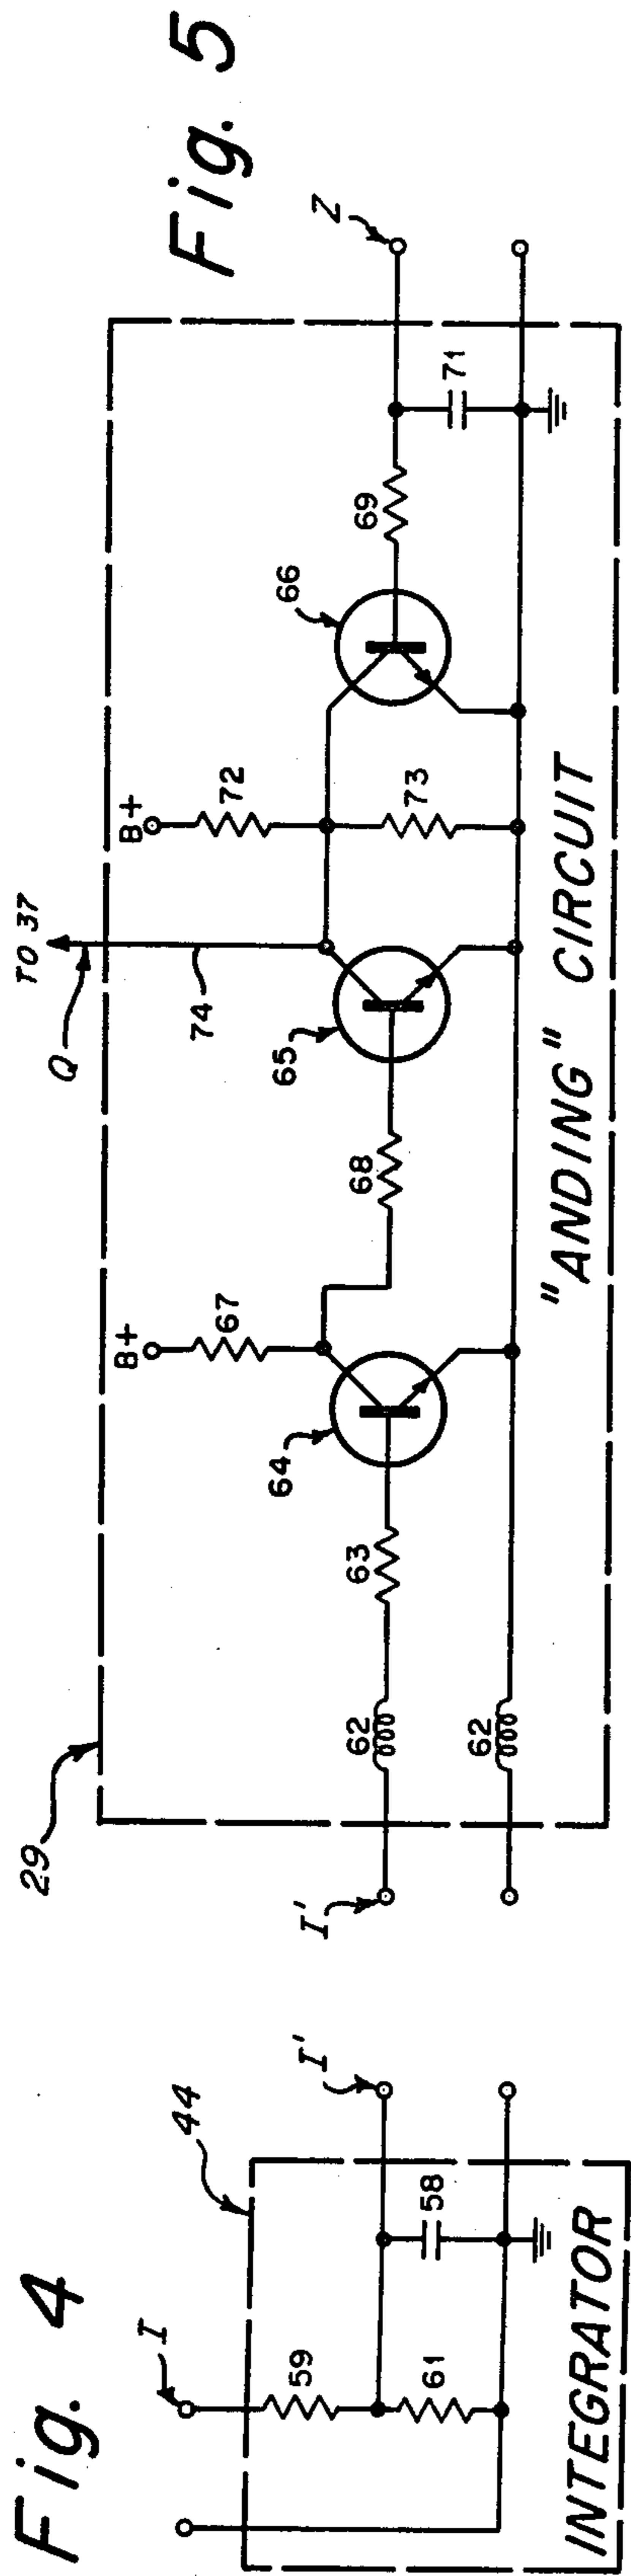 Fig. 4
I
44
59
61
58
I'
INTEGRATOR
Fig. 5
29
TO 37
Q
B+
B+
67
72
74
64
65
66
I'
62
63
68
73
69
Z
71
62
"ANDING" CIRCUIT